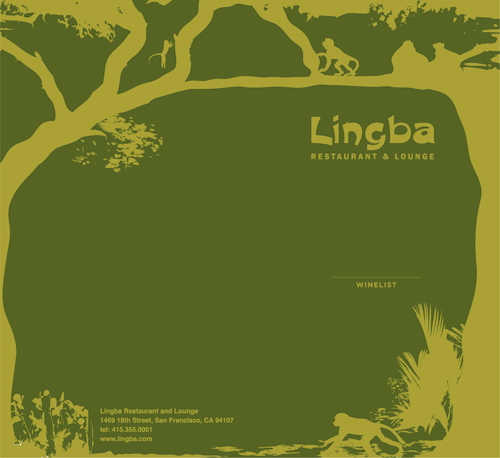 Lingba
RESTAURANT & LOUNGE
WINELIST
Lingba Restaurant and Lounge
1469 18th Street, San Francisco, CA 94107
tel: 415.355.0001
www.lingba.com